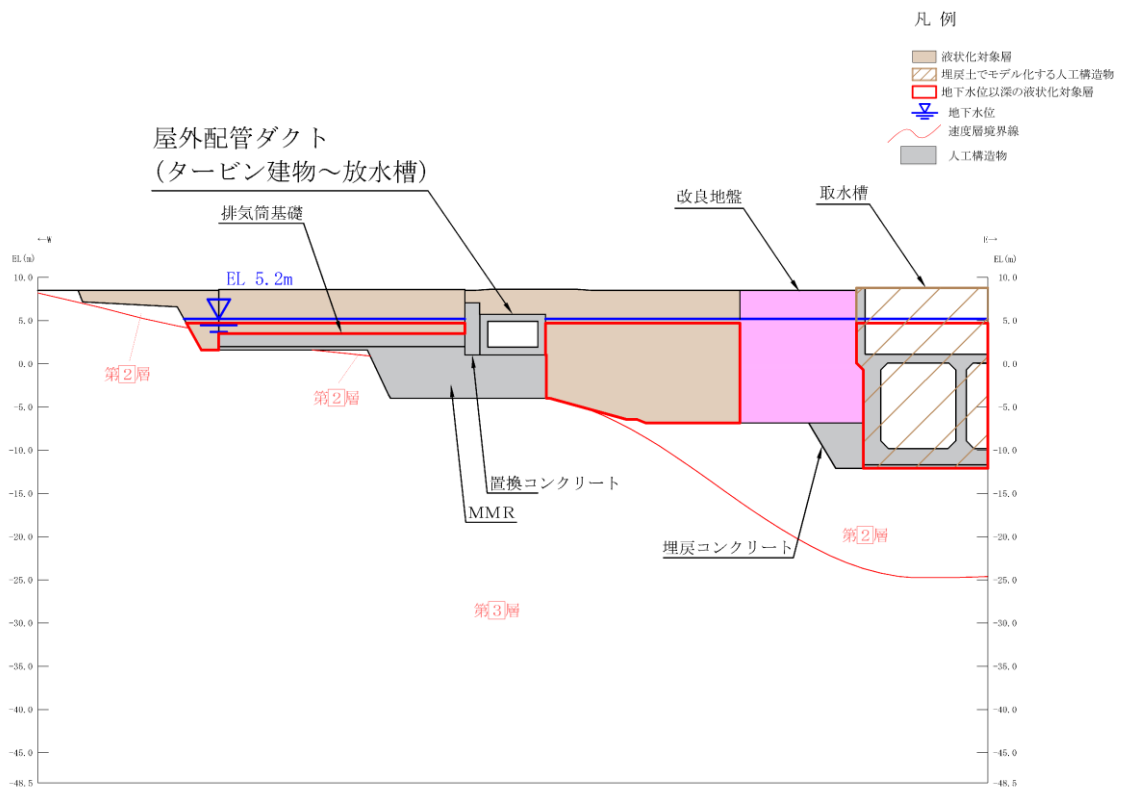 凡 例
液状化対象層
埋戻土でモデル化する人工構造物
地下水位以深の液状化対象層
地下水位
速度層境界線
人工構造物
屋外配管ダクト
(タービン建物～放水槽)
排気筒基礎
改良地盤
取水槽
←W
E→
EL(m)
EL(m)
EL 5.2m
10.0
10.0
5.0
5.0
0.0
0.0
第2層
第2層
-5.0
-5.0
-10.0
-10.0
置換コンクリート
-15.0
-15.0
MMR
埋戻コンクリート
第2層
-20.0
-20.0
-25.0
-25.0
第3層
-30.0
-30.0
-36.0
-36.0
-40.0
-40.0
-45.0
-45.0
-48.5
-48.5